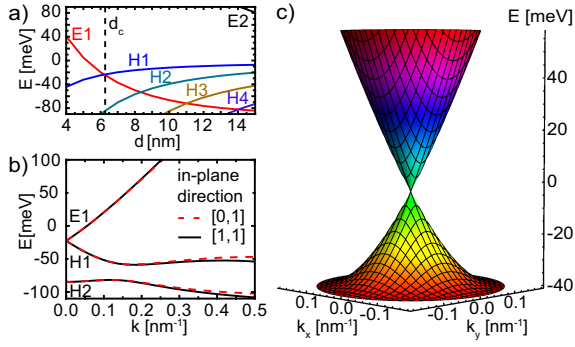 a)
E [meV]
80
40
0
-40
-80
E1
d_c
E2
H1
H2
H3
H4
4
6
8
10
12
14
d [nm]
b)
E[meV]
100
50
0
-50
-100
E1
H1
H2
in-plane
direction
[0,1]
[1,1]
0.0
0.1
0.2
0.3
0.4
0.5
k [nm⁻¹]
c)
E [meV]
40
20
0
-20
-40
0.1
0.0
-0.1
k_x [nm⁻¹]
-0.1
0.0
0.1
k_y [nm⁻¹]